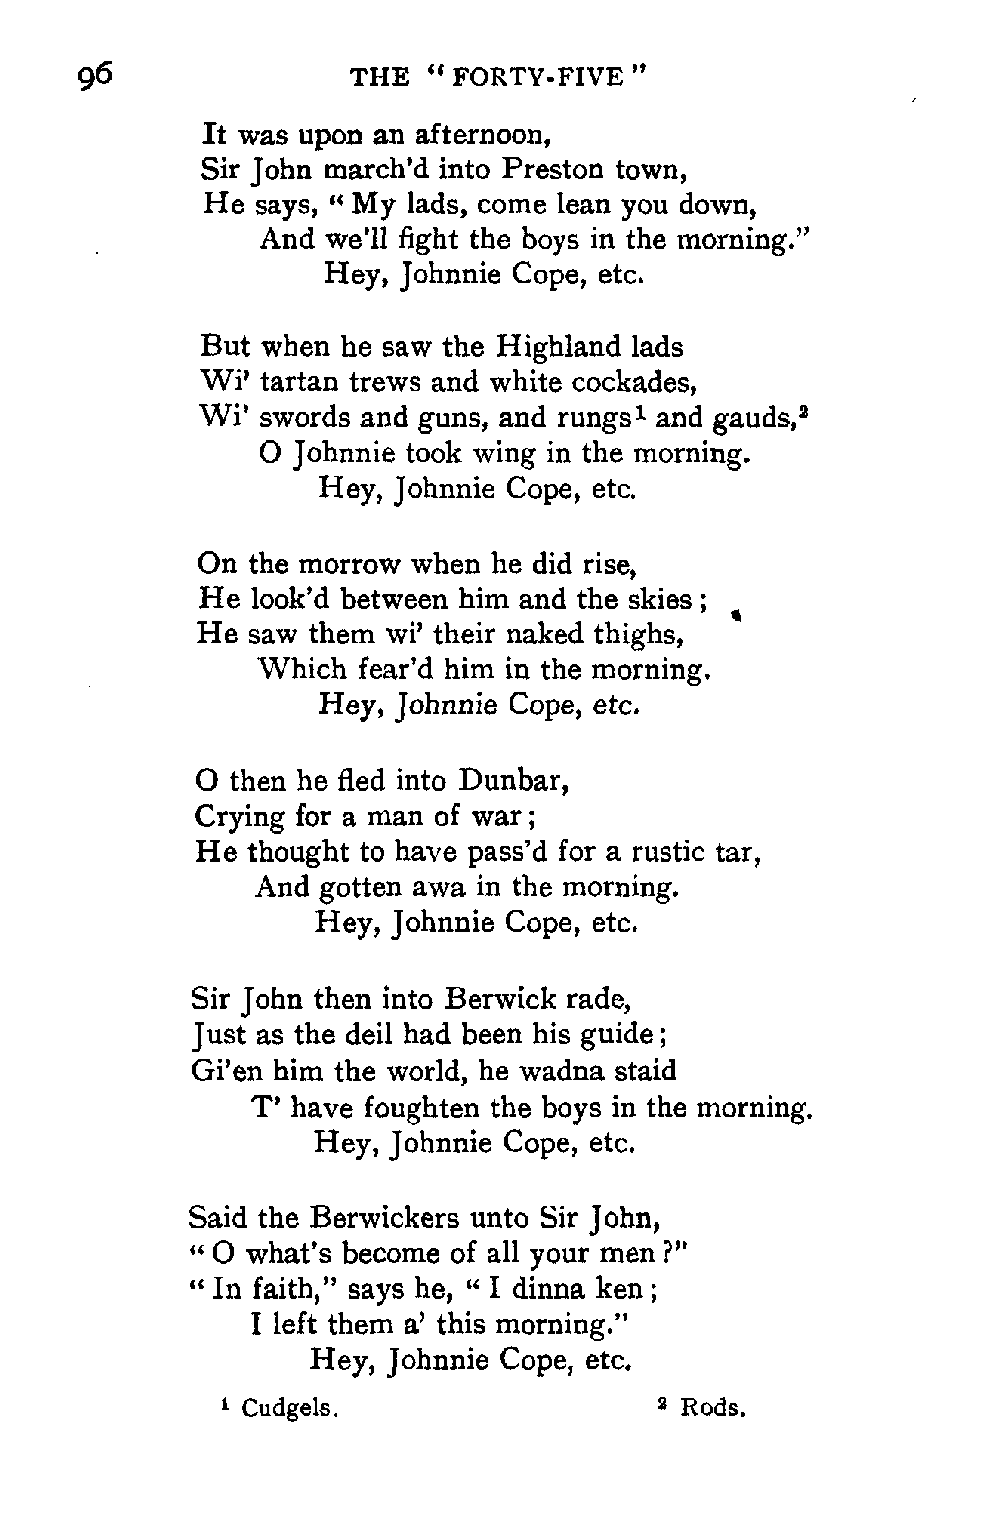 96 THE “ FORTY-FIVE ”
It was upon an afternoon,
Sir John march'd into Preston town,
He says, “ My lads, come lean you down,
And we'll fight the boys in the morning.”
Hey, Johnnie Cope, etc.
But when he saw the Highland lads
Wi' tartan trews and white cockades,
Wi' swords and guns, and rungs¹ and gauds,²
O Johnnie took wing in the morning.
Hey, Johnnie Cope, etc.
On the morrow when he did rise,
He look'd between him and the skies ;
He saw them wi' their naked thighs,
Which fear'd him in the morning.
Hey, Johnnie Cope, etc.
O then he fled into Dunbar,
Crying for a man of war ;
He thought to have pass'd for a rustic tar,
And gotten awa in the morning.
Hey, Johnnie Cope, etc.
Sir John then into Berwick rade,
Just as the deil had been his guide ;
Gi'en him the world, he wadna staid
T' have foughten the boys in the morning.
Hey, Johnnie Cope, etc.
Said the Berwickers unto Sir John,
“ O what's become of all your men ?”
“ In faith,” says he, “ I dinna ken ;
I left them a' this morning.”
Hey, Johnnie Cope, etc.
¹ Cudgels. ² Rods.